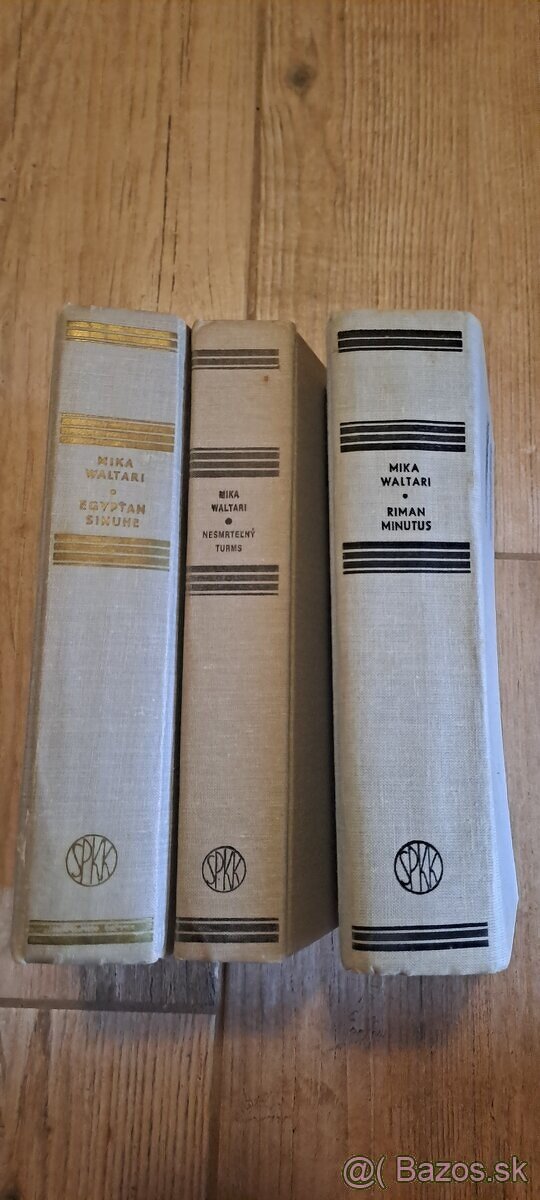 MIKA
WALTARI
•
EGYPŤAN
SINUHE
SPKK
MIKA
WALTARI
•
NESMRTEĽNÝ
TURMS
SPKK
MIKA
WALTARI
•
RIMAN
MINUTUS
SPKK
@( Bazos.sk